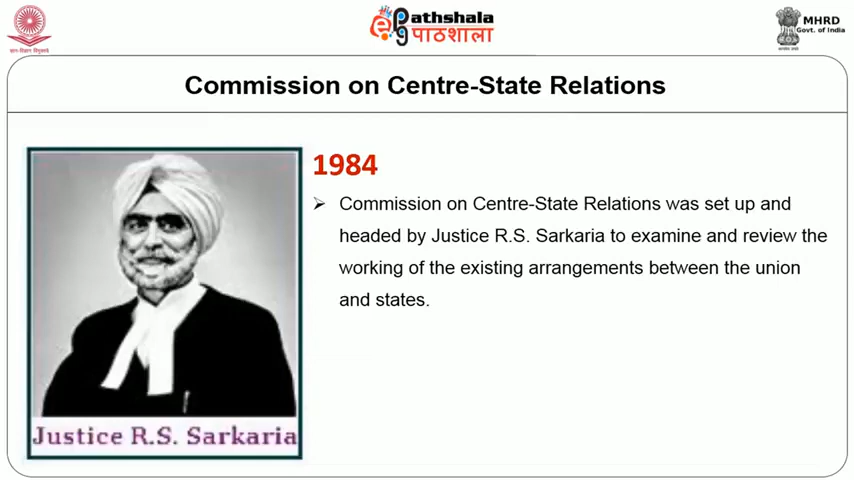 Pathshala
पाठशाला
MHRD
Govt. of India
Commission on Centre-State Relations
1984
Commission on Centre-State Relations was set up and
headed by Justice R.S. Sarkaria to examine and review the
working of the existing arrangements between the union
and states.
Justice R.S. Sarkaria